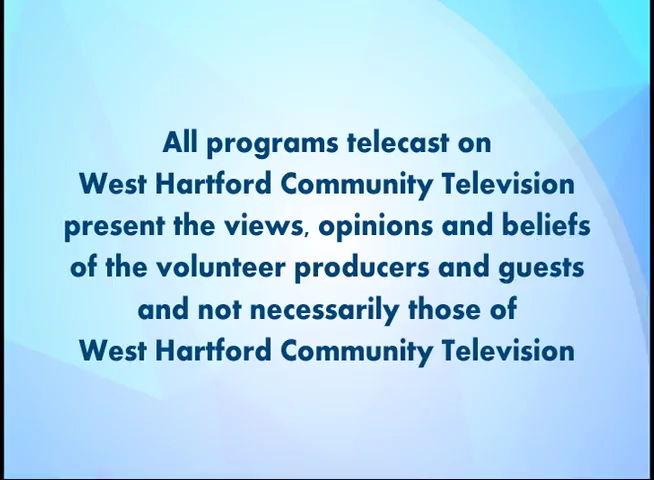 All programs telecast on
West Hartford Community Television
present the views, opinions and beliefs
of the volunteer producers and guests
and not necessarily those of
West Hartford Community Television